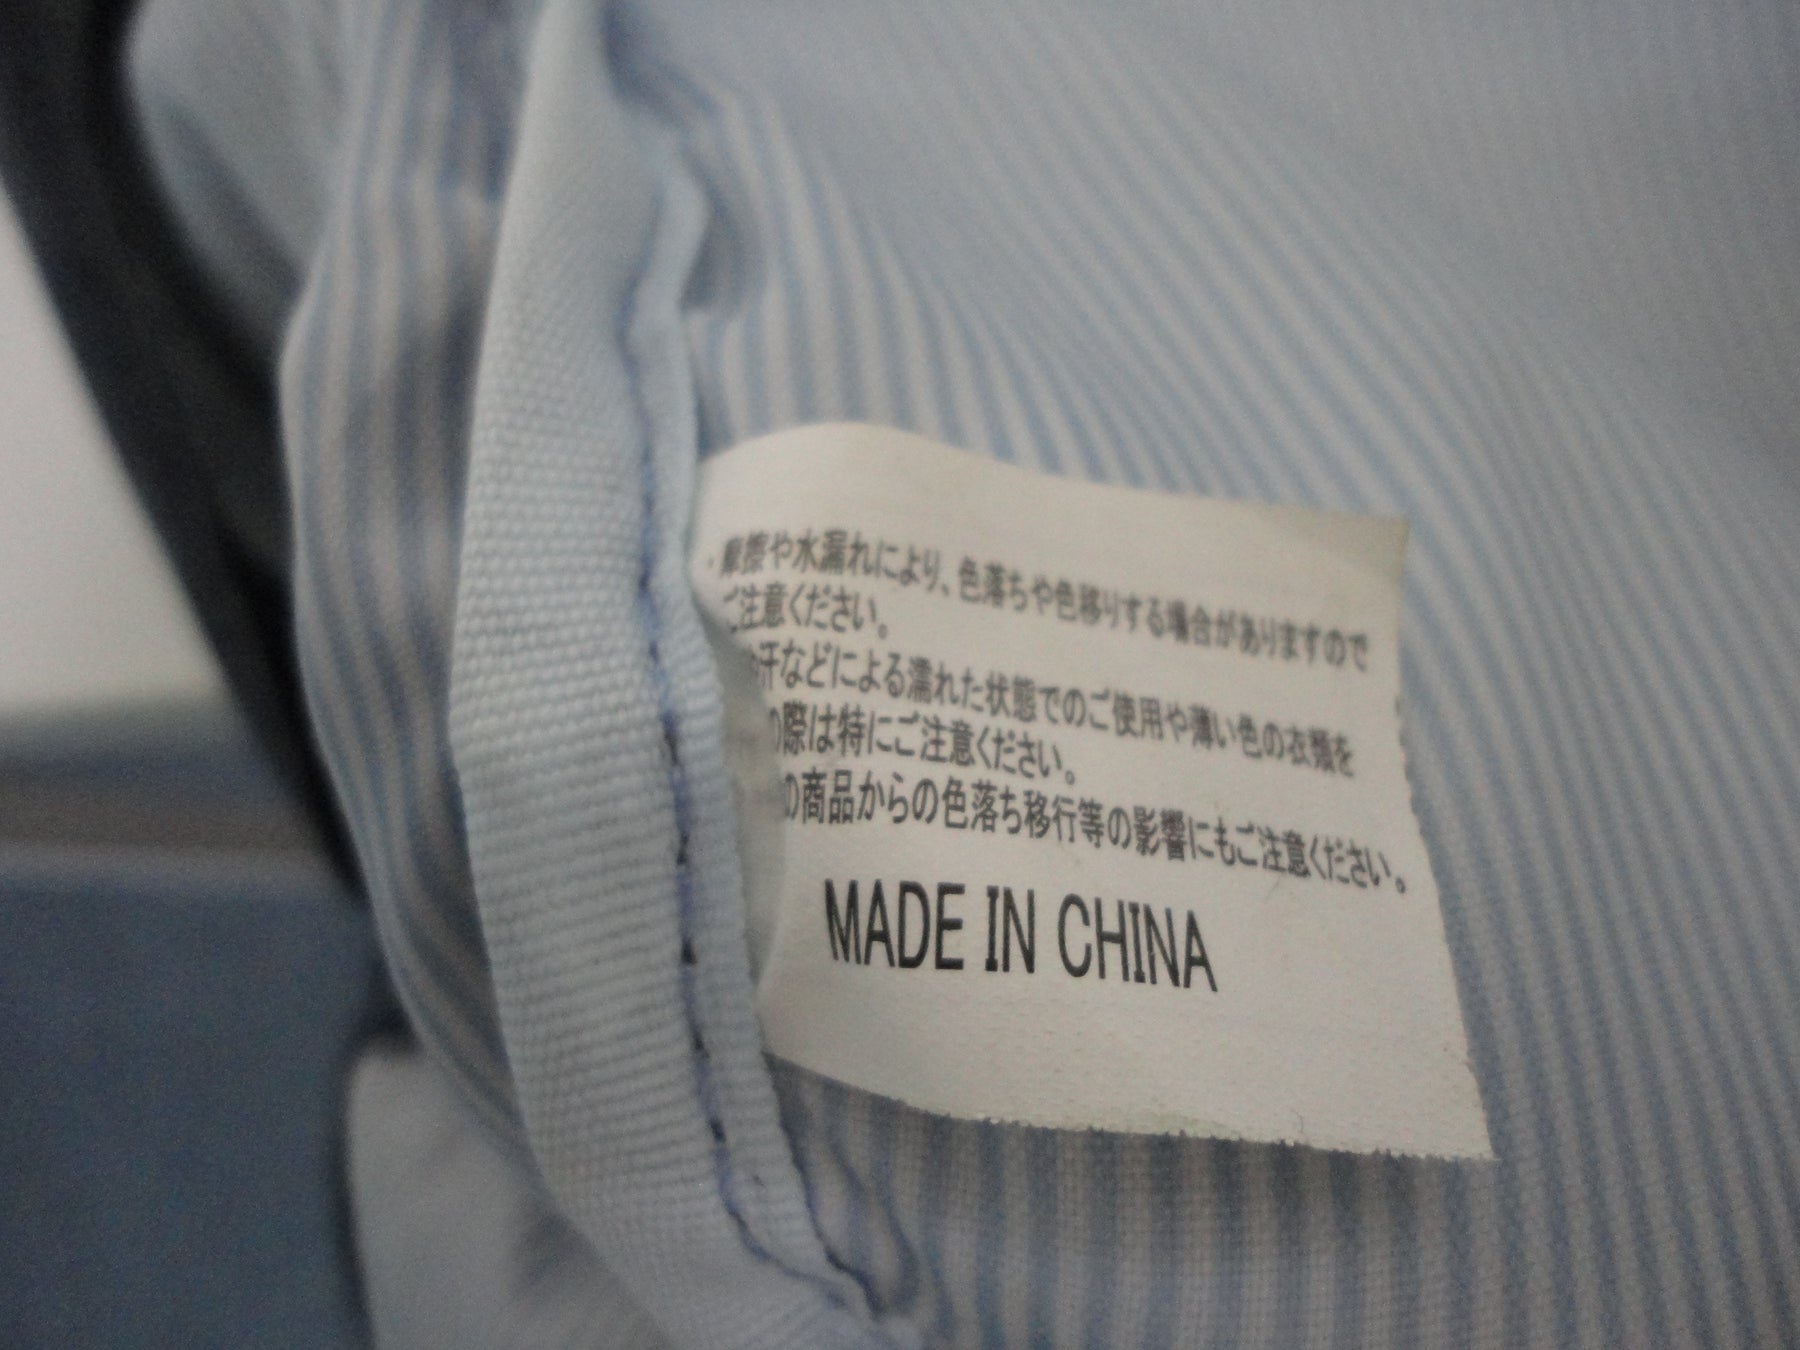 ・摩擦や水漏れにより、色落ちや色移りする場合がありますので
ご注意ください。
汗などによる濡れた状態でのご使用や薄い色の衣類を
の際は特にご注意ください。
の商品からの色落ち移行等の影響にもご注意ください。
MADE IN CHINA